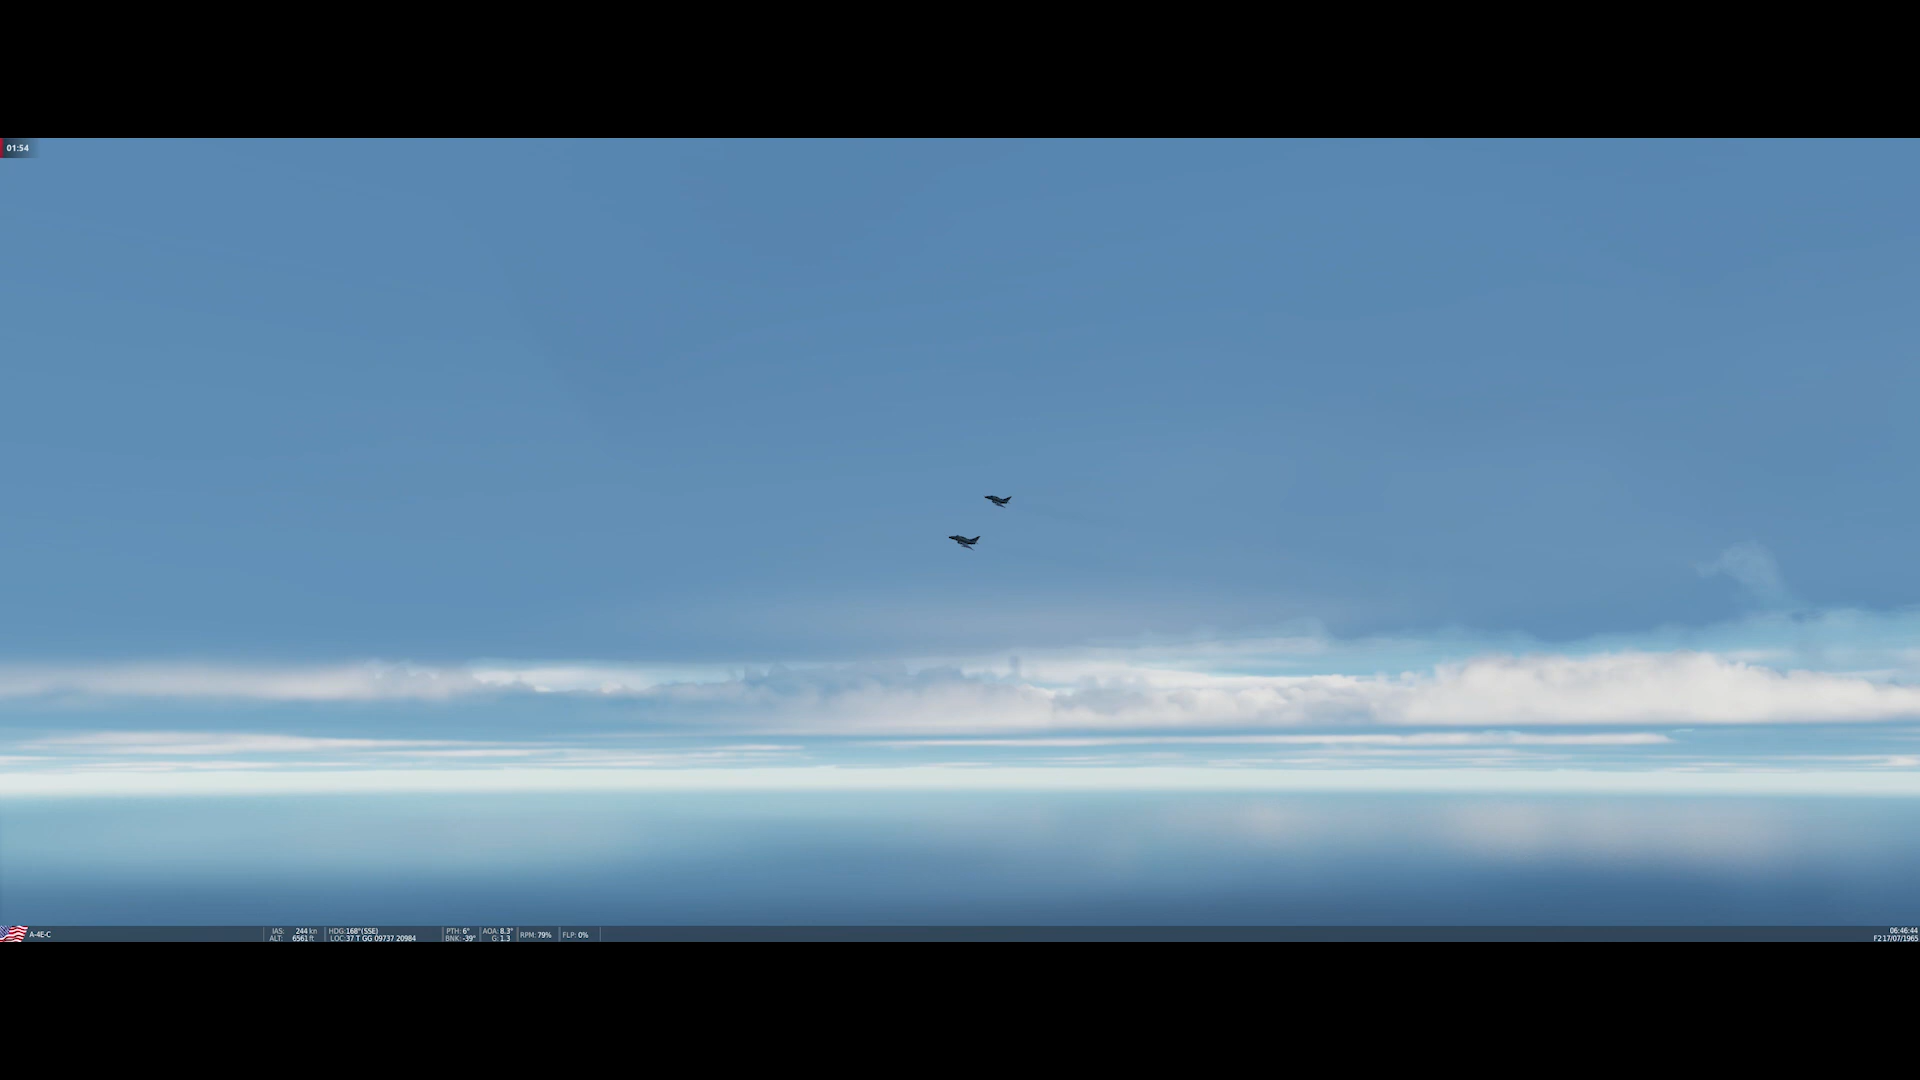 01:54
A-4E-C
IAS: 244 kn
ALT: 6561 ft
HDG: 168°(SSE)
LOC: 37 T GG 09737 20984
PTH: 6°
BNK: -39°
AOA: 8.3°
G: 1.3
RPM: 79%
FLP: 0%
06:46:44
F2 17/07/1965